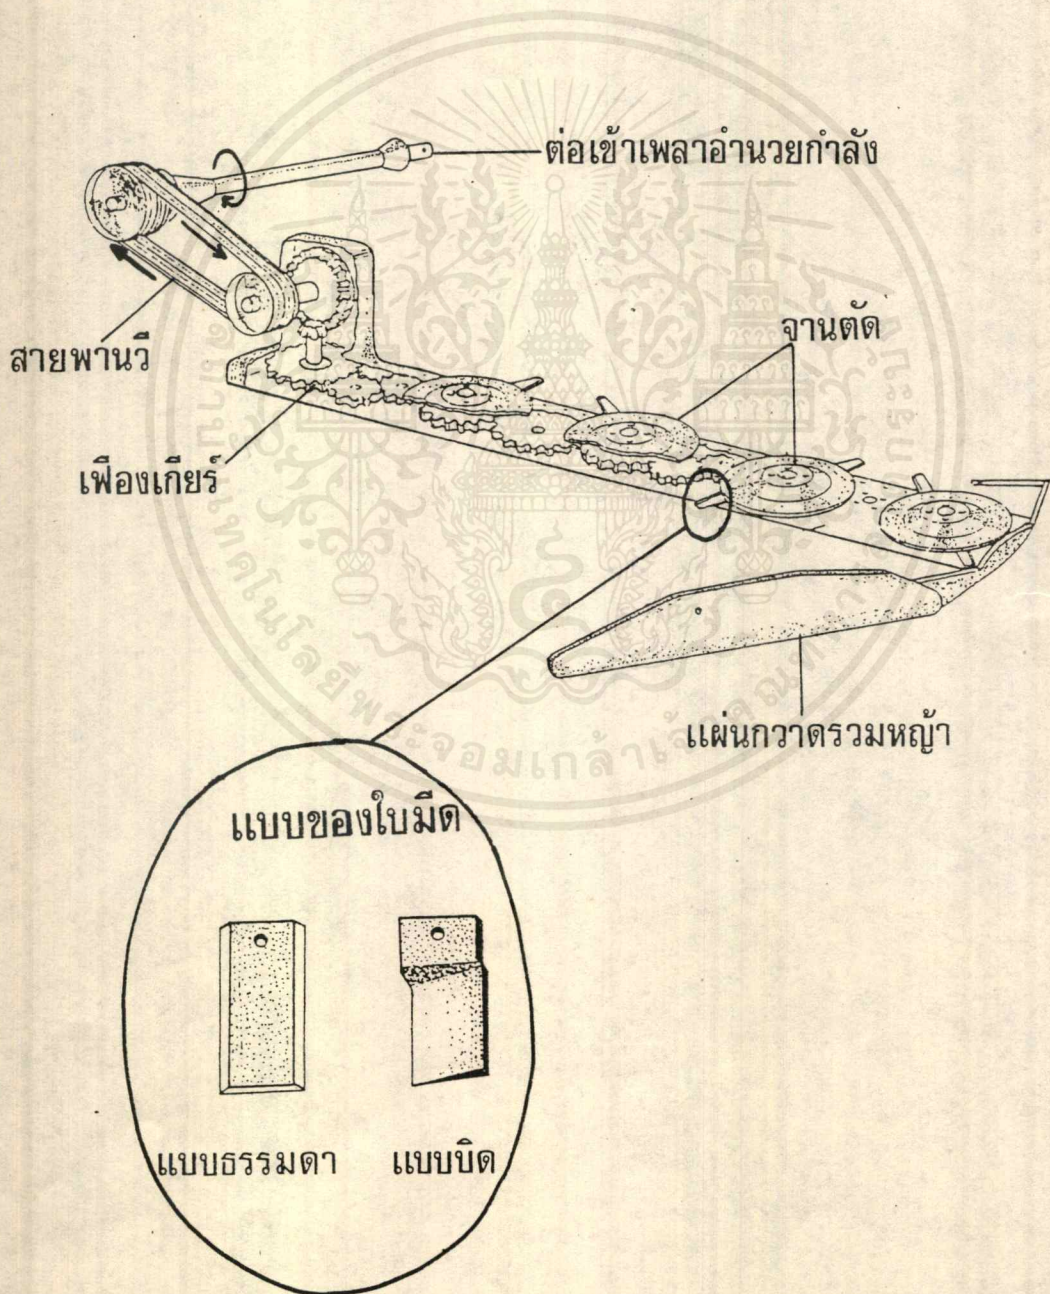 ต่อเข้าเพลาอำนวยกำลัง
จานตัด
สายพานวี
เฟืองเกียร์
แผ่นกวาดรวมหญ้า
แบบของใบมีด
แบบธรรมดา
แบบบิด